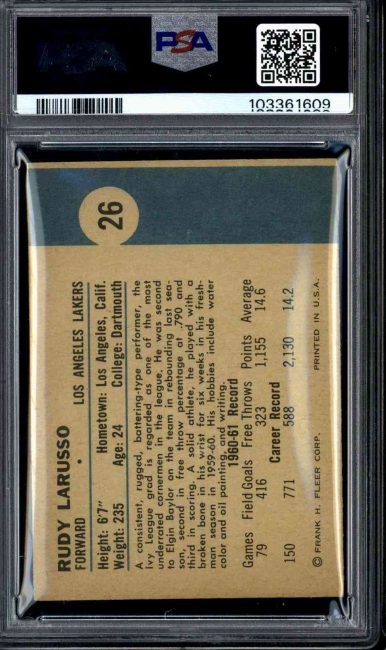 PSA
103361609
26
RUDY LARUSSO
FORWARD • LOS ANGELES LAKERS
Height: 6'7" Hometown: Los Angeles, Calif.
Weight: 235 Age: 24 College: Dartmouth
A consistent, rugged, battering-type performer, the
Ivy League grad is regarded as one of the most
underrated cornermen in the league. He was second
to Elgin Baylor on the team in rebounding last sea-
son, second in free throw percentage at .790 and
third in scoring. A solid athlete, he played with a
broken bone in his wrist for six weeks in his fresh-
man season in 1959-60. His hobbies include water
color and oil painting, and writing.
1960-61 Record
Games Field Goals Free Throws Points Average
79 416 323 1,155 14.6
Career Record
150 771 588 2,130 14.2
© FRANK H. FLEER CORP. PRINTED IN U.S.A.